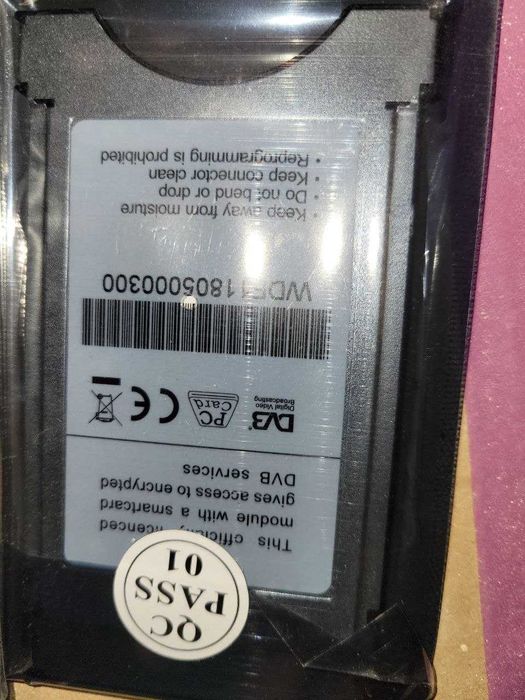 QC
PASS
01
This officially licenced
module with a smartcard
gives access to encrypted
DVB services
DVB
Digital Video
Broadcasting
PC
Card
CE
• Keep away from moisture
• Do not bend or drop
• Keep connector clean
• Reprogramming is prohibited